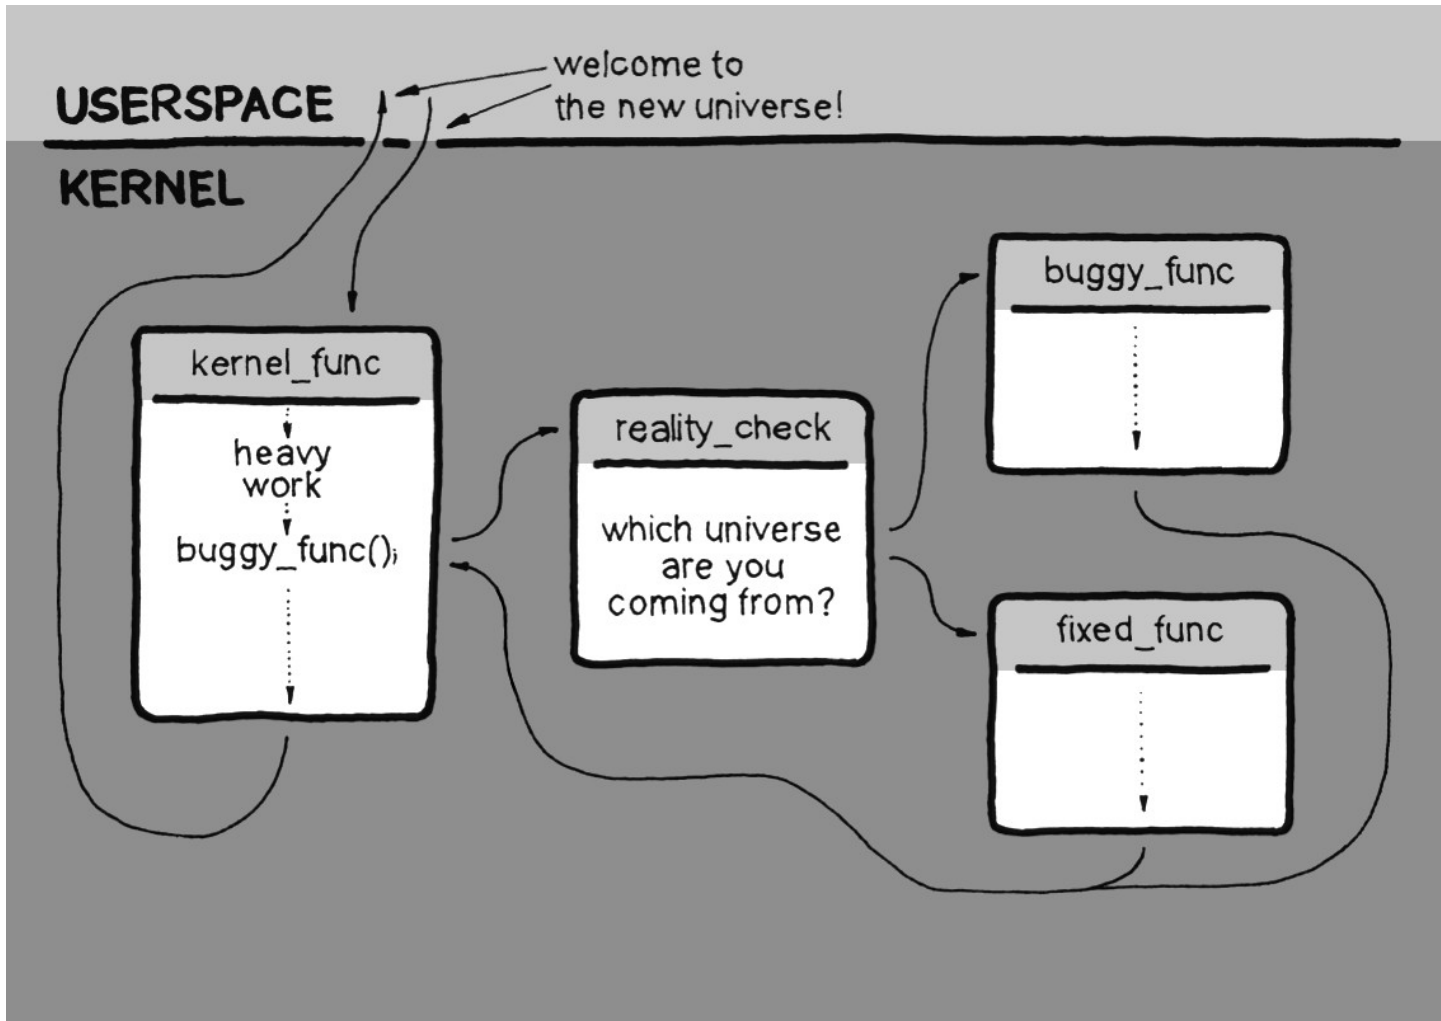 welcome to
the new universe!
USERSPACE
KERNEL
kernel_func
heavy
work
buggy_func();
reality_check
which universe
are you
coming from?
buggy_func
fixed_func